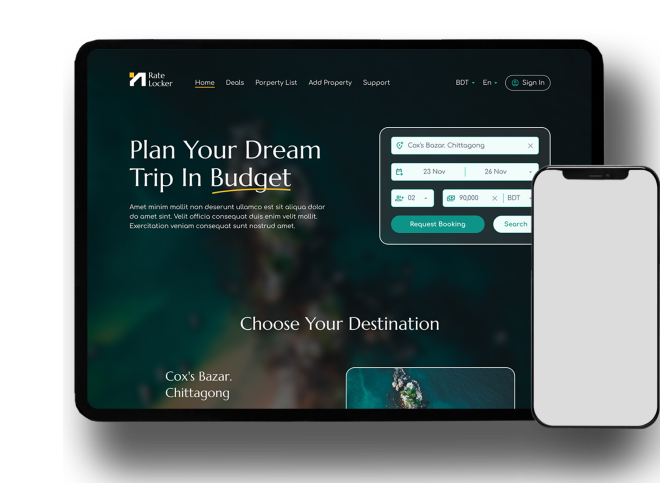 Rate
Locker
Home
Deals
Porperty List
Add Property
Support
BDT
En
Sign In
Plan Your Dream
Trip In Budget
Amet minim mollit non deserunt ullamco est sit aliqua dolor
do amet sint. Velit officia consequat duis enim velit mollit.
Exercitation veniam consequat sunt nostrud amet.
Cox's Bazar. Chittagong
23 Nov
26 Nov
02
90,000
BDT
Request Booking
Search
Choose Your Destination
Cox's Bazar.
Chittagong